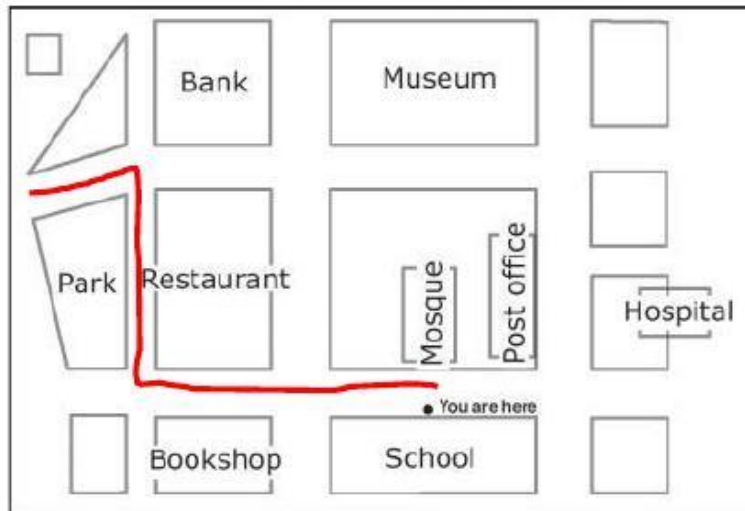 Bank
Museum
Park
Restaurant
Mosque
Post office
Hospital
You are here
Bookshop
School